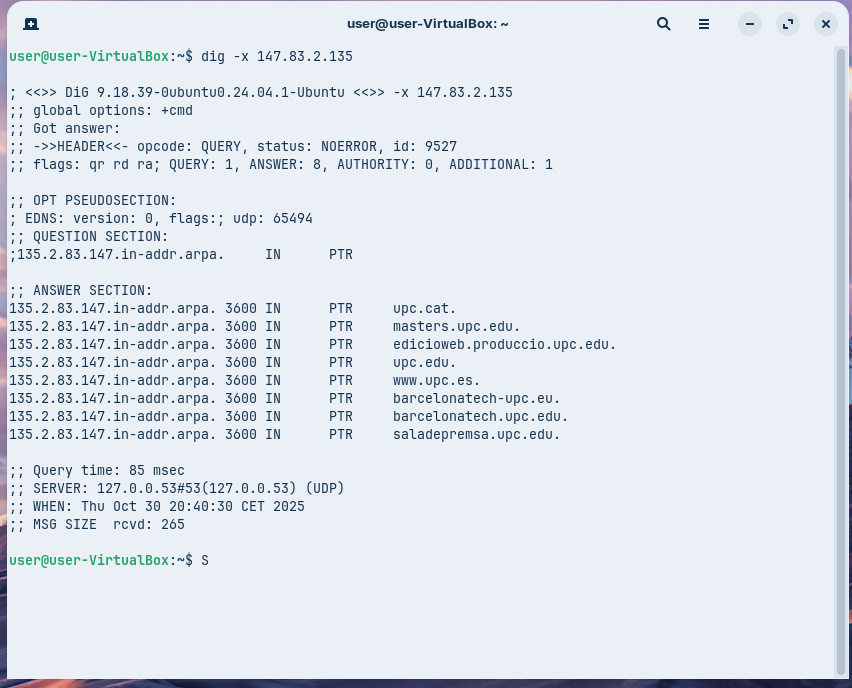 user@user-VirtualBox: ~
user@user-VirtualBox:~$ dig -x 147.83.2.135

; <<>> DiG 9.18.39-0ubuntu0.24.04.1-Ubuntu <<>> -x 147.83.2.135
;; global options: +cmd
;; Got answer:
;; ->>HEADER<<- opcode: QUERY, status: NOERROR, id: 9527
;; flags: qr rd ra; QUERY: 1, ANSWER: 8, AUTHORITY: 0, ADDITIONAL: 1

;; OPT PSEUDOSECTION:
; EDNS: version: 0, flags:; udp: 65494
;; QUESTION SECTION:
;135.2.83.147.in-addr.arpa.     IN      PTR

;; ANSWER SECTION:
135.2.83.147.in-addr.arpa. 3600 IN      PTR     upc.cat.
135.2.83.147.in-addr.arpa. 3600 IN      PTR     masters.upc.edu.
135.2.83.147.in-addr.arpa. 3600 IN      PTR     edicioweb.produccio.upc.edu.
135.2.83.147.in-addr.arpa. 3600 IN      PTR     upc.edu.
135.2.83.147.in-addr.arpa. 3600 IN      PTR     www.upc.es.
135.2.83.147.in-addr.arpa. 3600 IN      PTR     barcelonatech-upc.eu.
135.2.83.147.in-addr.arpa. 3600 IN      PTR     barcelonatech.upc.edu.
135.2.83.147.in-addr.arpa. 3600 IN      PTR     saladepremsa.upc.edu.

;; Query time: 85 msec
;; SERVER: 127.0.0.53#53(127.0.0.53) (UDP)
;; WHEN: Thu Oct 30 20:40:30 CET 2025
;; MSG SIZE  rcvd: 265

user@user-VirtualBox:~$ S